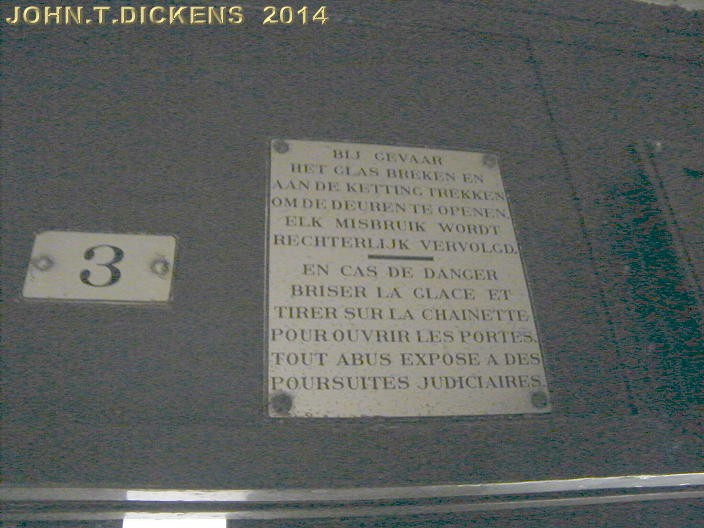 JOHN.T.DICKENS 2014
3
BIJ GEVAAR
HET GLAS BREKEN EN
AAN DE KETTING TREKKEN
OM DE DEUREN TE OPENEN.
ELK MISBRUIK WORDT
RECHTERLIJK VERVOLGD.
EN CAS DE DANGER
BRISER LA GLACE ET
TIRER SUR LA CHAINETTE
POUR OUVRIR LES PORTES.
TOUT ABUS EXPOSE A DES
POURSUITES JUDICIAIRES.